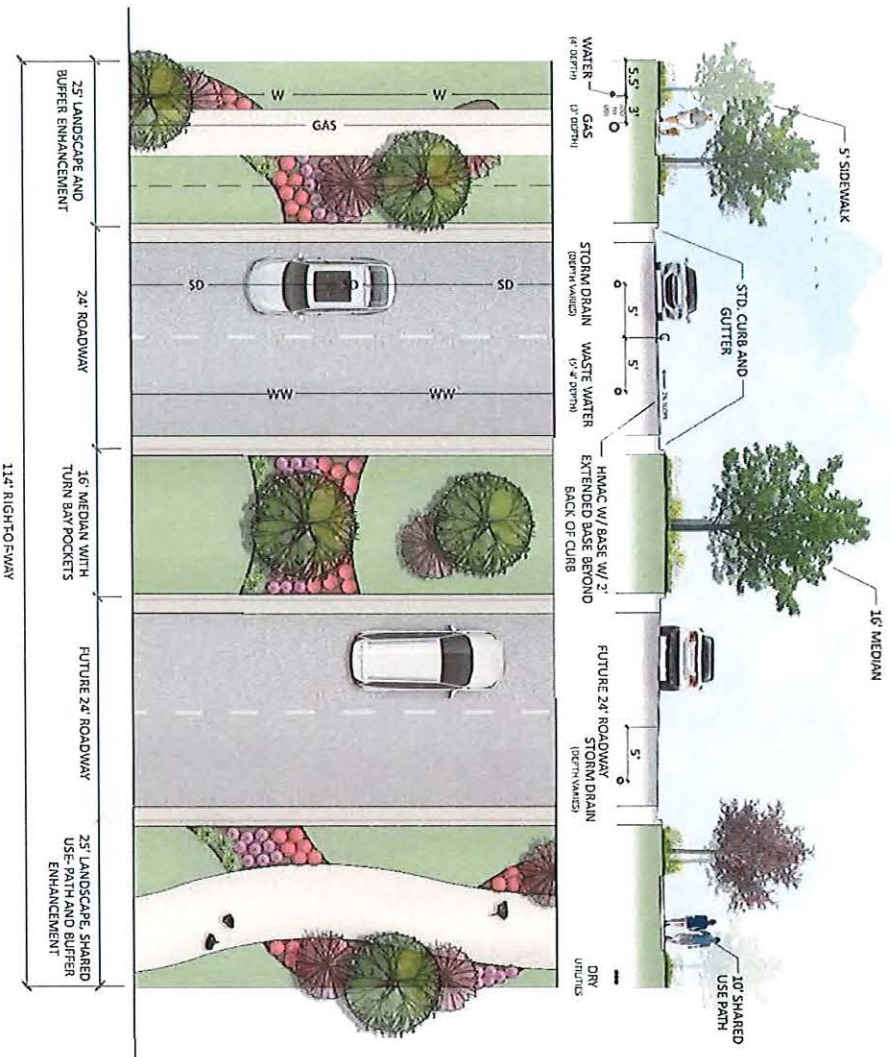 5' SIDEWALK
STD. CURB AND
GUTTER
16' MEDIAN
10' SHARED
USE PATH
5.5'
3'
C
5'
5'
2% SLOPE
5'
WATER
(4' DEPTH)
GAS
(3' DEPTH)
STORM DRAIN
(DEPTH VARIES)
WASTE WATER
HMAC W/ BASE W/ 2'
EXTENDED BASE BEYOND
BACK OF CURB
FUTURE 24' ROADWAY
STORM DRAIN
(DEPTH VARIES)
DRY
UTILITIES
W
W
GAS
SD
SD
SD
WW
WW
25' LANDSCAPE AND
BUFFER ENHANCEMENT
24' ROADWAY
16' MEDIAN WITH
TURN BAY POCKETS
FUTURE 24' ROADWAY
25' LANDSCAPE, SHARED
USE-PATH AND BUFFER
ENHANCEMENT
114' RIGHT-OF-WAY